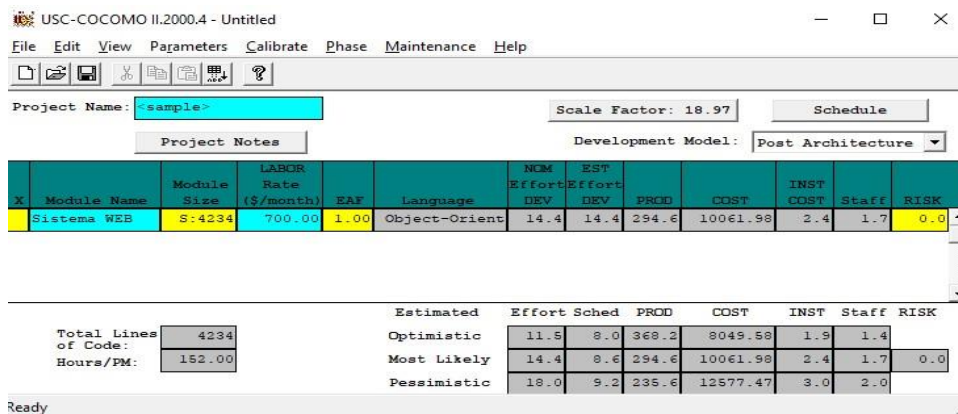 USC-COCOMO II.2000.4 - Untitled
File Edit View Parameters Calibrate Phase Maintenance Help
Project Name: <sample> Scale Factor: 18.97 Schedule
Project Notes Development Model: Post Architecture
X Module Name Module Size LABOR Rate ($/month) EAF Language NOM Effort DEV EST Effort DEV PROD COST INST COST Staff RISK
Sistema WEB S:4234 700.00 1.00 Object-Orient 14.4 14.4 294.6 10061.98 2.4 1.7 0.0
Estimated Effort Sched PROD COST INST Staff RISK
Total Lines of Code: 4234 Optimistic 11.5 8.0 368.2 8049.58 1.9 1.4
Hours/PM: 152.00 Most Likely 14.4 8.6 294.6 10061.98 2.4 1.7 0.0
Pessimistic 18.0 9.2 235.6 12577.47 3.0 2.0
Ready